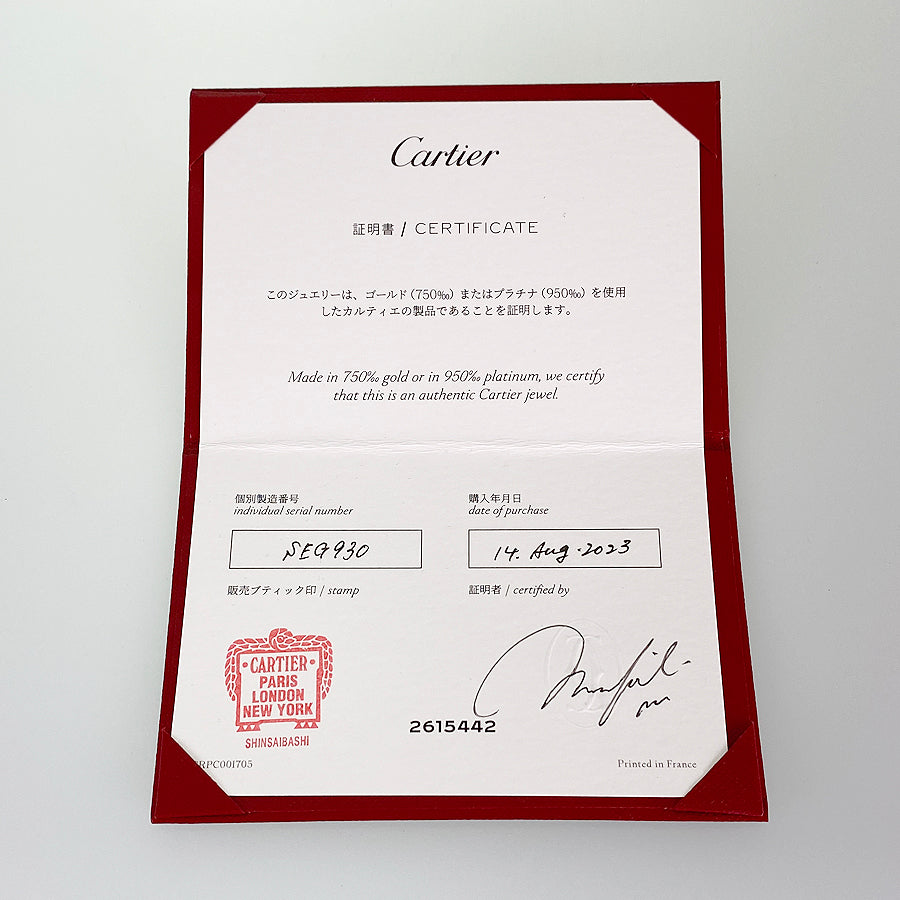 Cartier
証明書 / CERTIFICATE
このジュエリーは、ゴールド（750‰）またはプラチナ（950‰）を使用
したカルティエの製品であることを証明します。
Made in 750‰ gold or in 950‰ platinum, we certify
that this is an authentic Cartier jewel.
個別製造番号
individual serial number
SEG930
購入年月日
date of purchase
14. Aug. 2023
販売ブティック印 / stamp
証明者 / certified by
CARTIER
PARIS
LONDON
NEW YORK
SHINSAIBASHI
2615442
RPC001705
Printed in France